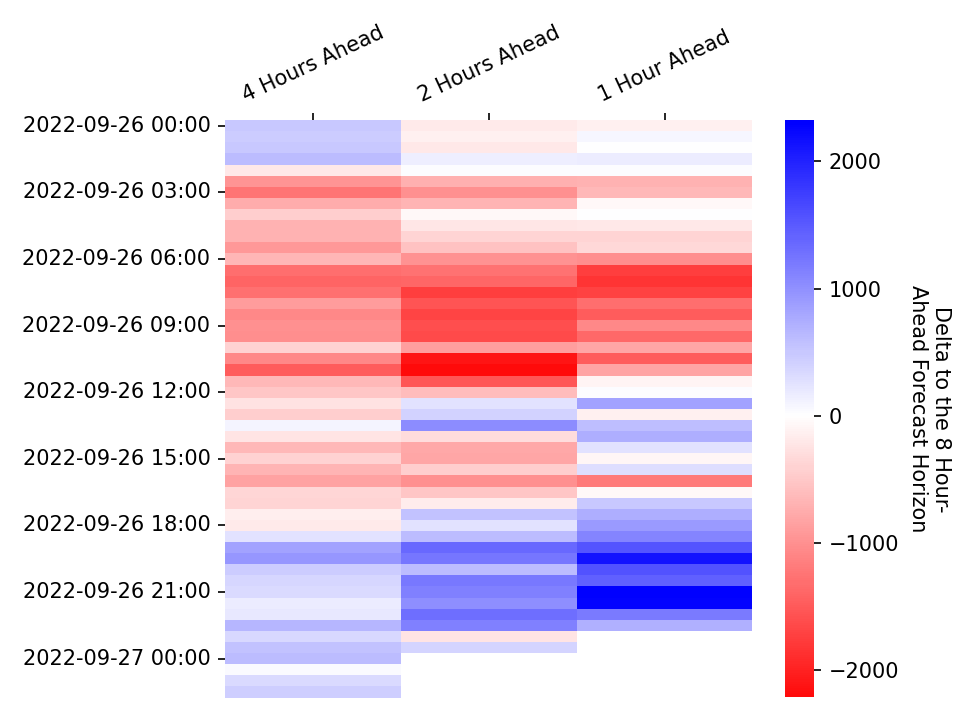 4 Hours Ahead
2 Hours Ahead
1 Hour Ahead
2022-09-26 00:00
2022-09-26 03:00
2022-09-26 06:00
2022-09-26 09:00
2022-09-26 12:00
2022-09-26 15:00
2022-09-26 18:00
2022-09-26 21:00
2022-09-27 00:00
2000
1000
0
−1000
−2000
Delta to the 8 Hour-
Ahead Forecast Horizon